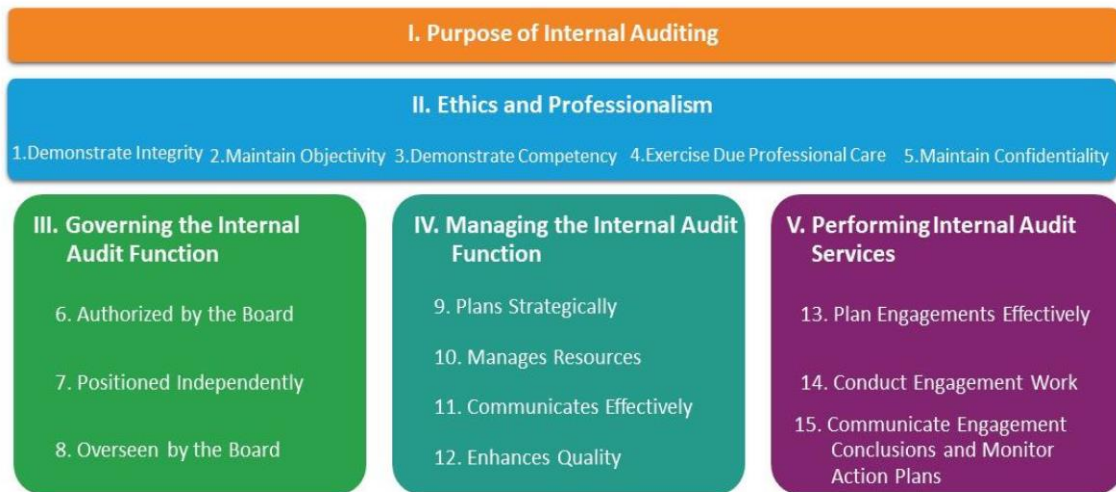 I. Purpose of Internal Auditing
II. Ethics and Professionalism
1.Demonstrate Integrity 2.Maintain Objectivity 3.Demonstrate Competency 4.Exercise Due Professional Care 5.Maintain Confidentiality
III. Governing the Internal
Audit Function
6. Authorized by the Board
7. Positioned Independently
8. Overseen by the Board
IV. Managing the Internal Audit
Function
9. Plans Strategically
10. Manages Resources
11. Communicates Effectively
12. Enhances Quality
V. Performing Internal Audit
Services
13. Plan Engagements Effectively
14. Conduct Engagement Work
15. Communicate Engagement
Conclusions and Monitor
Action Plans